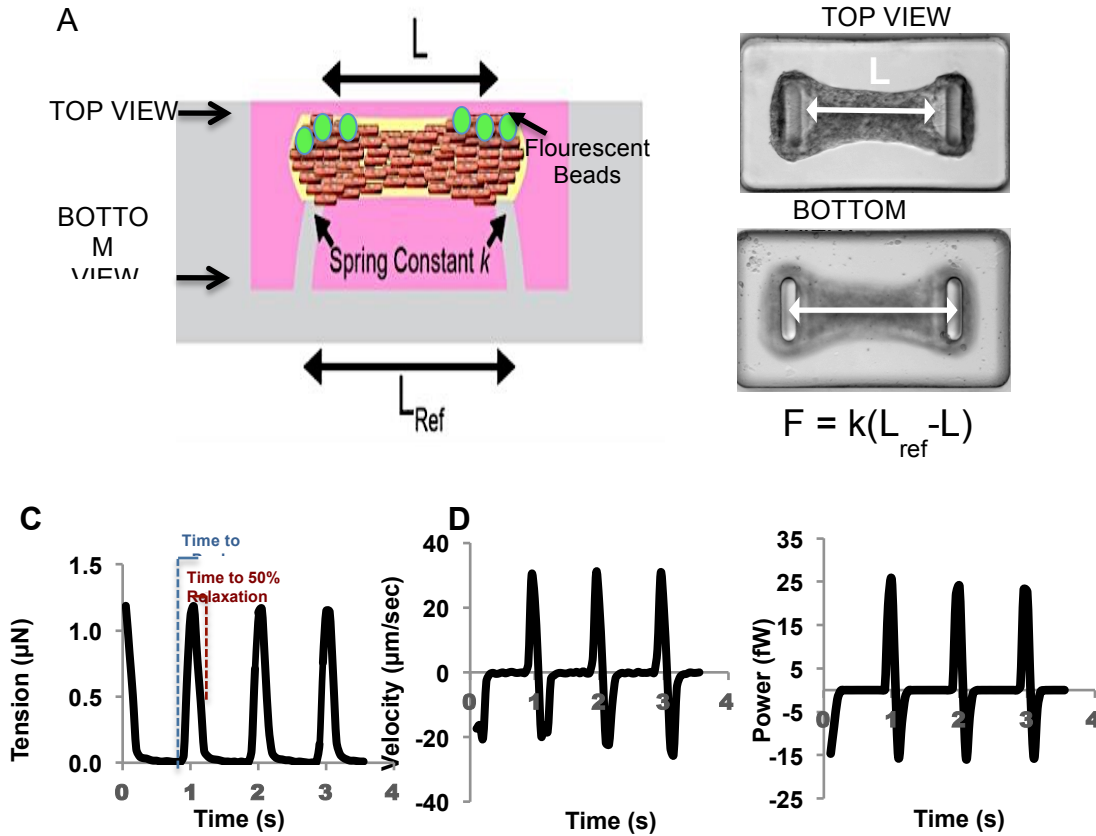 A
TOP VIEW
L
TOP VIEW
L
Flourescent
Beads
BOTTO
M
VIEW
Spring Constant k
BOTTOM
L Ref
F = k(Lref-L)
C
Time to
Time to 50%
Relaxation
Tension (µN)
1.5
1.0
0.5
0.0
0
1
2
3
4
Time (s)
D
Velocity (µm/sec)
40
20
0
-20
-40
0
1
2
3
4
Time (s)
Power (fW)
35
25
15
5
-5
-15
-25
0
1
2
3
4
Time (s)